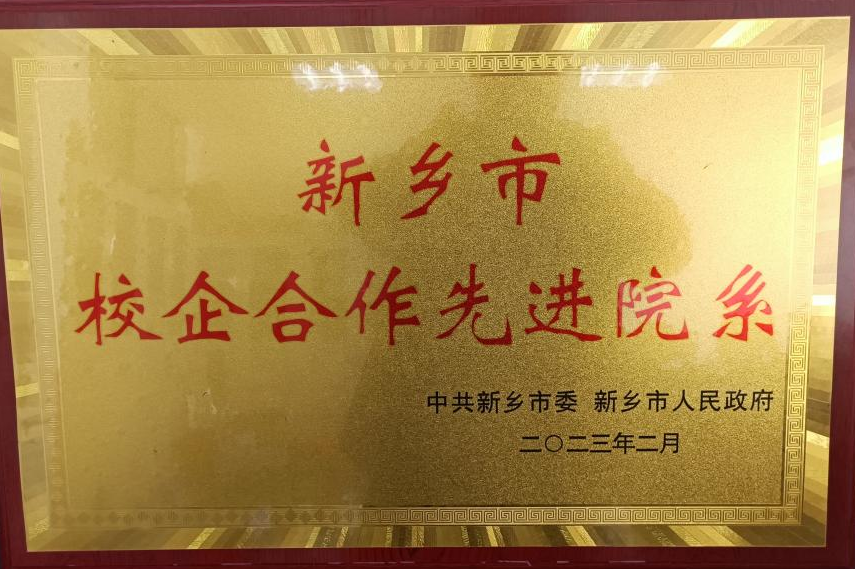 新乡市
校企合作先进院系
中共新乡市委 新乡市人民政府
二〇二三年二月